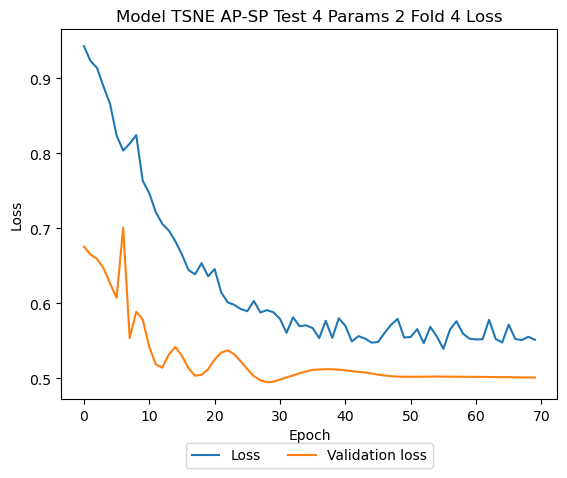 Model TSNE AP-SP Test 4 Params 2 Fold 4 Loss
0.9
0.8
0.7
0.6
0.5
Loss
0 10 20 30 40 50 60 70
Epoch
Loss Validation loss